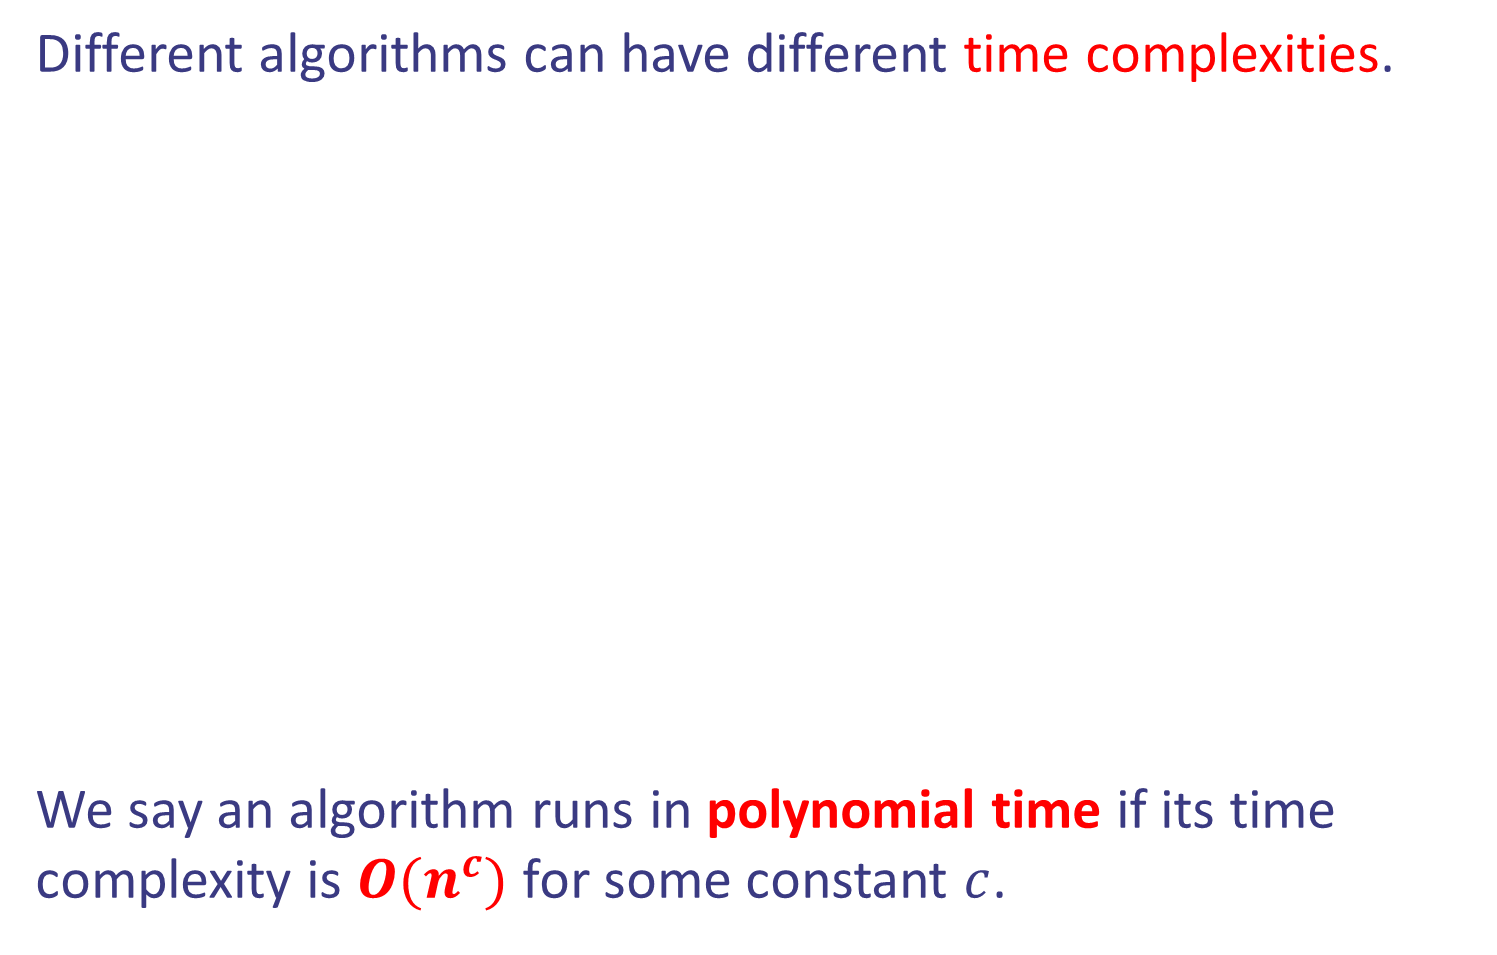 Different algorithms can have different time complexities.
We say an algorithm runs in polynomial time if its time
complexity is O(n^c) for some constant c.